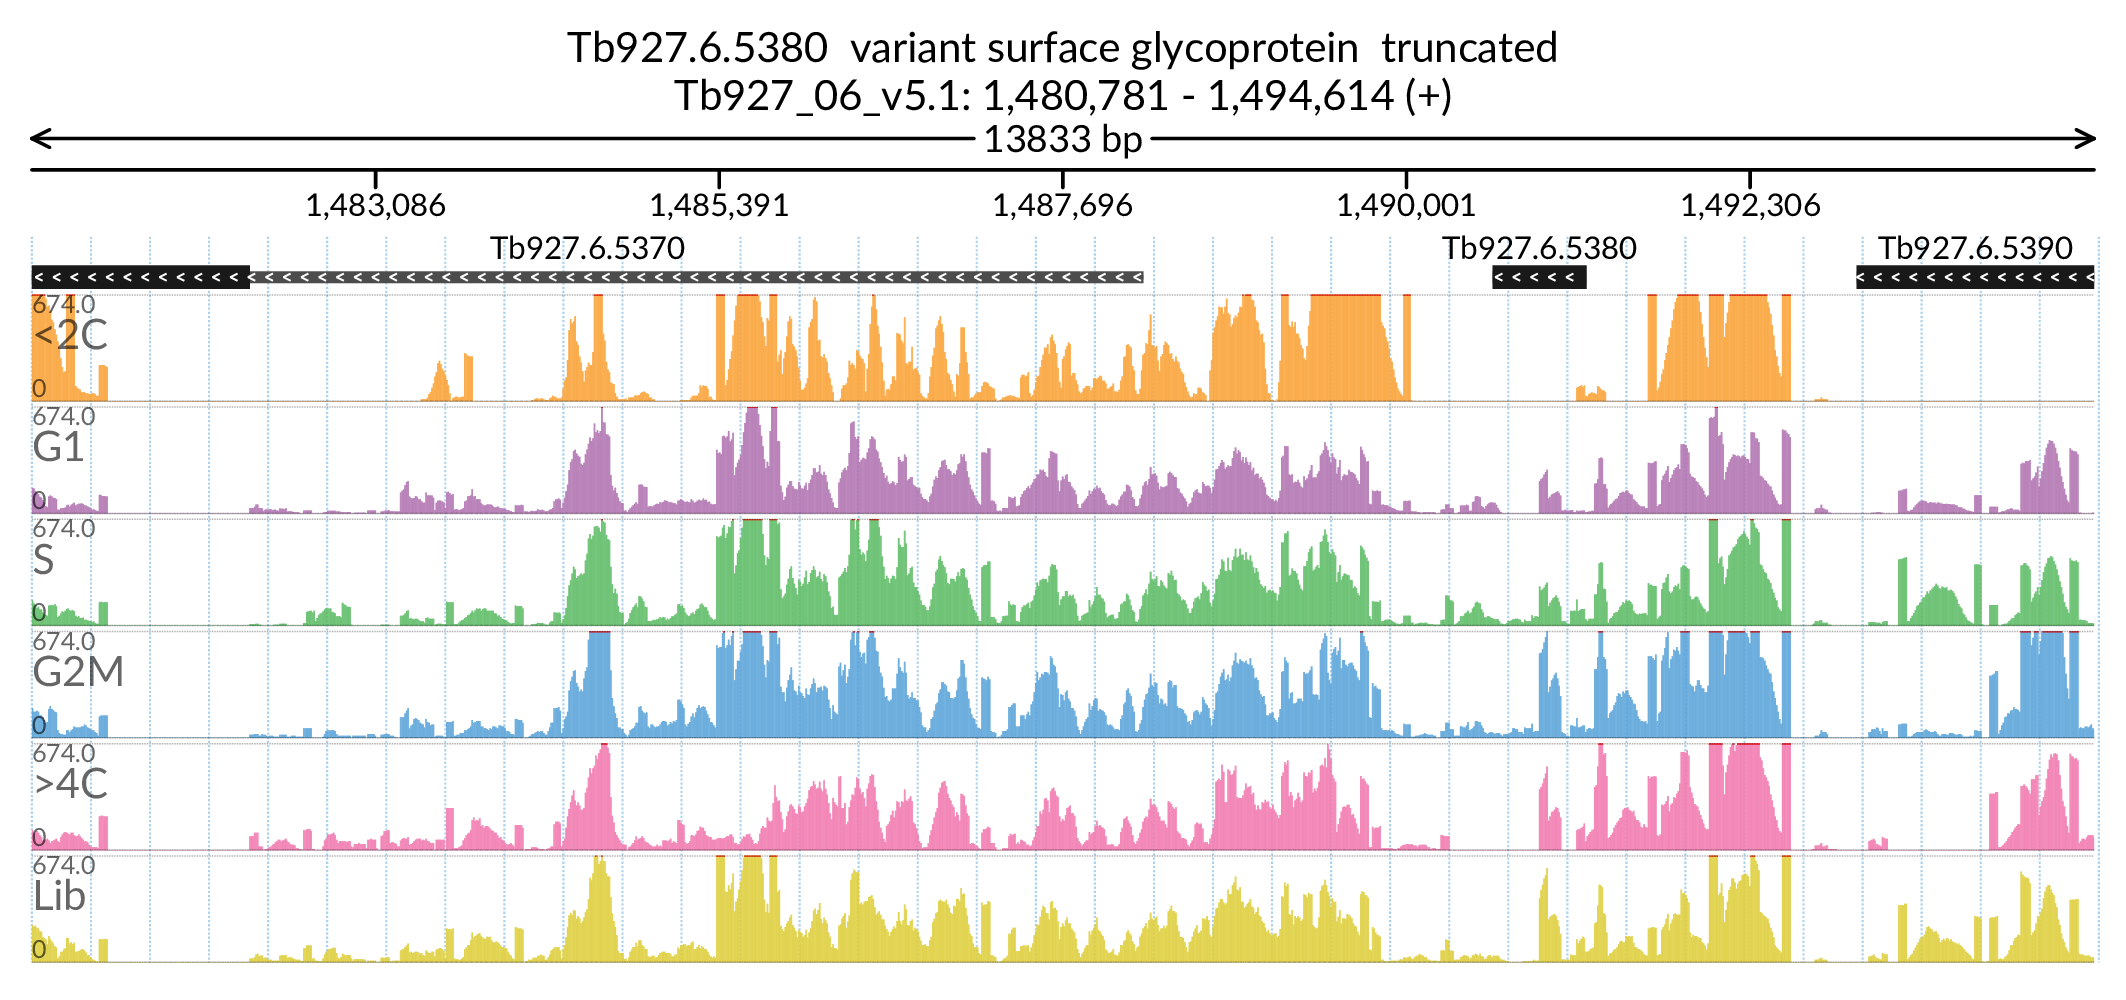 Tb927.6.5380 variant surface glycoprotein truncated
Tb927_06_v5.1: 1,480,781 - 1,494,614 (+)
13833 bp
1,483,086 1,485,391 1,487,696 1,490,001 1,492,306
Tb927.6.5370 Tb927.6.5380 Tb927.6.5390
674.0
<2C
0
674.0
G1
0
674.0
S
0
674.0
G2M
0
674.0
>4C
0
674.0
Lib
0